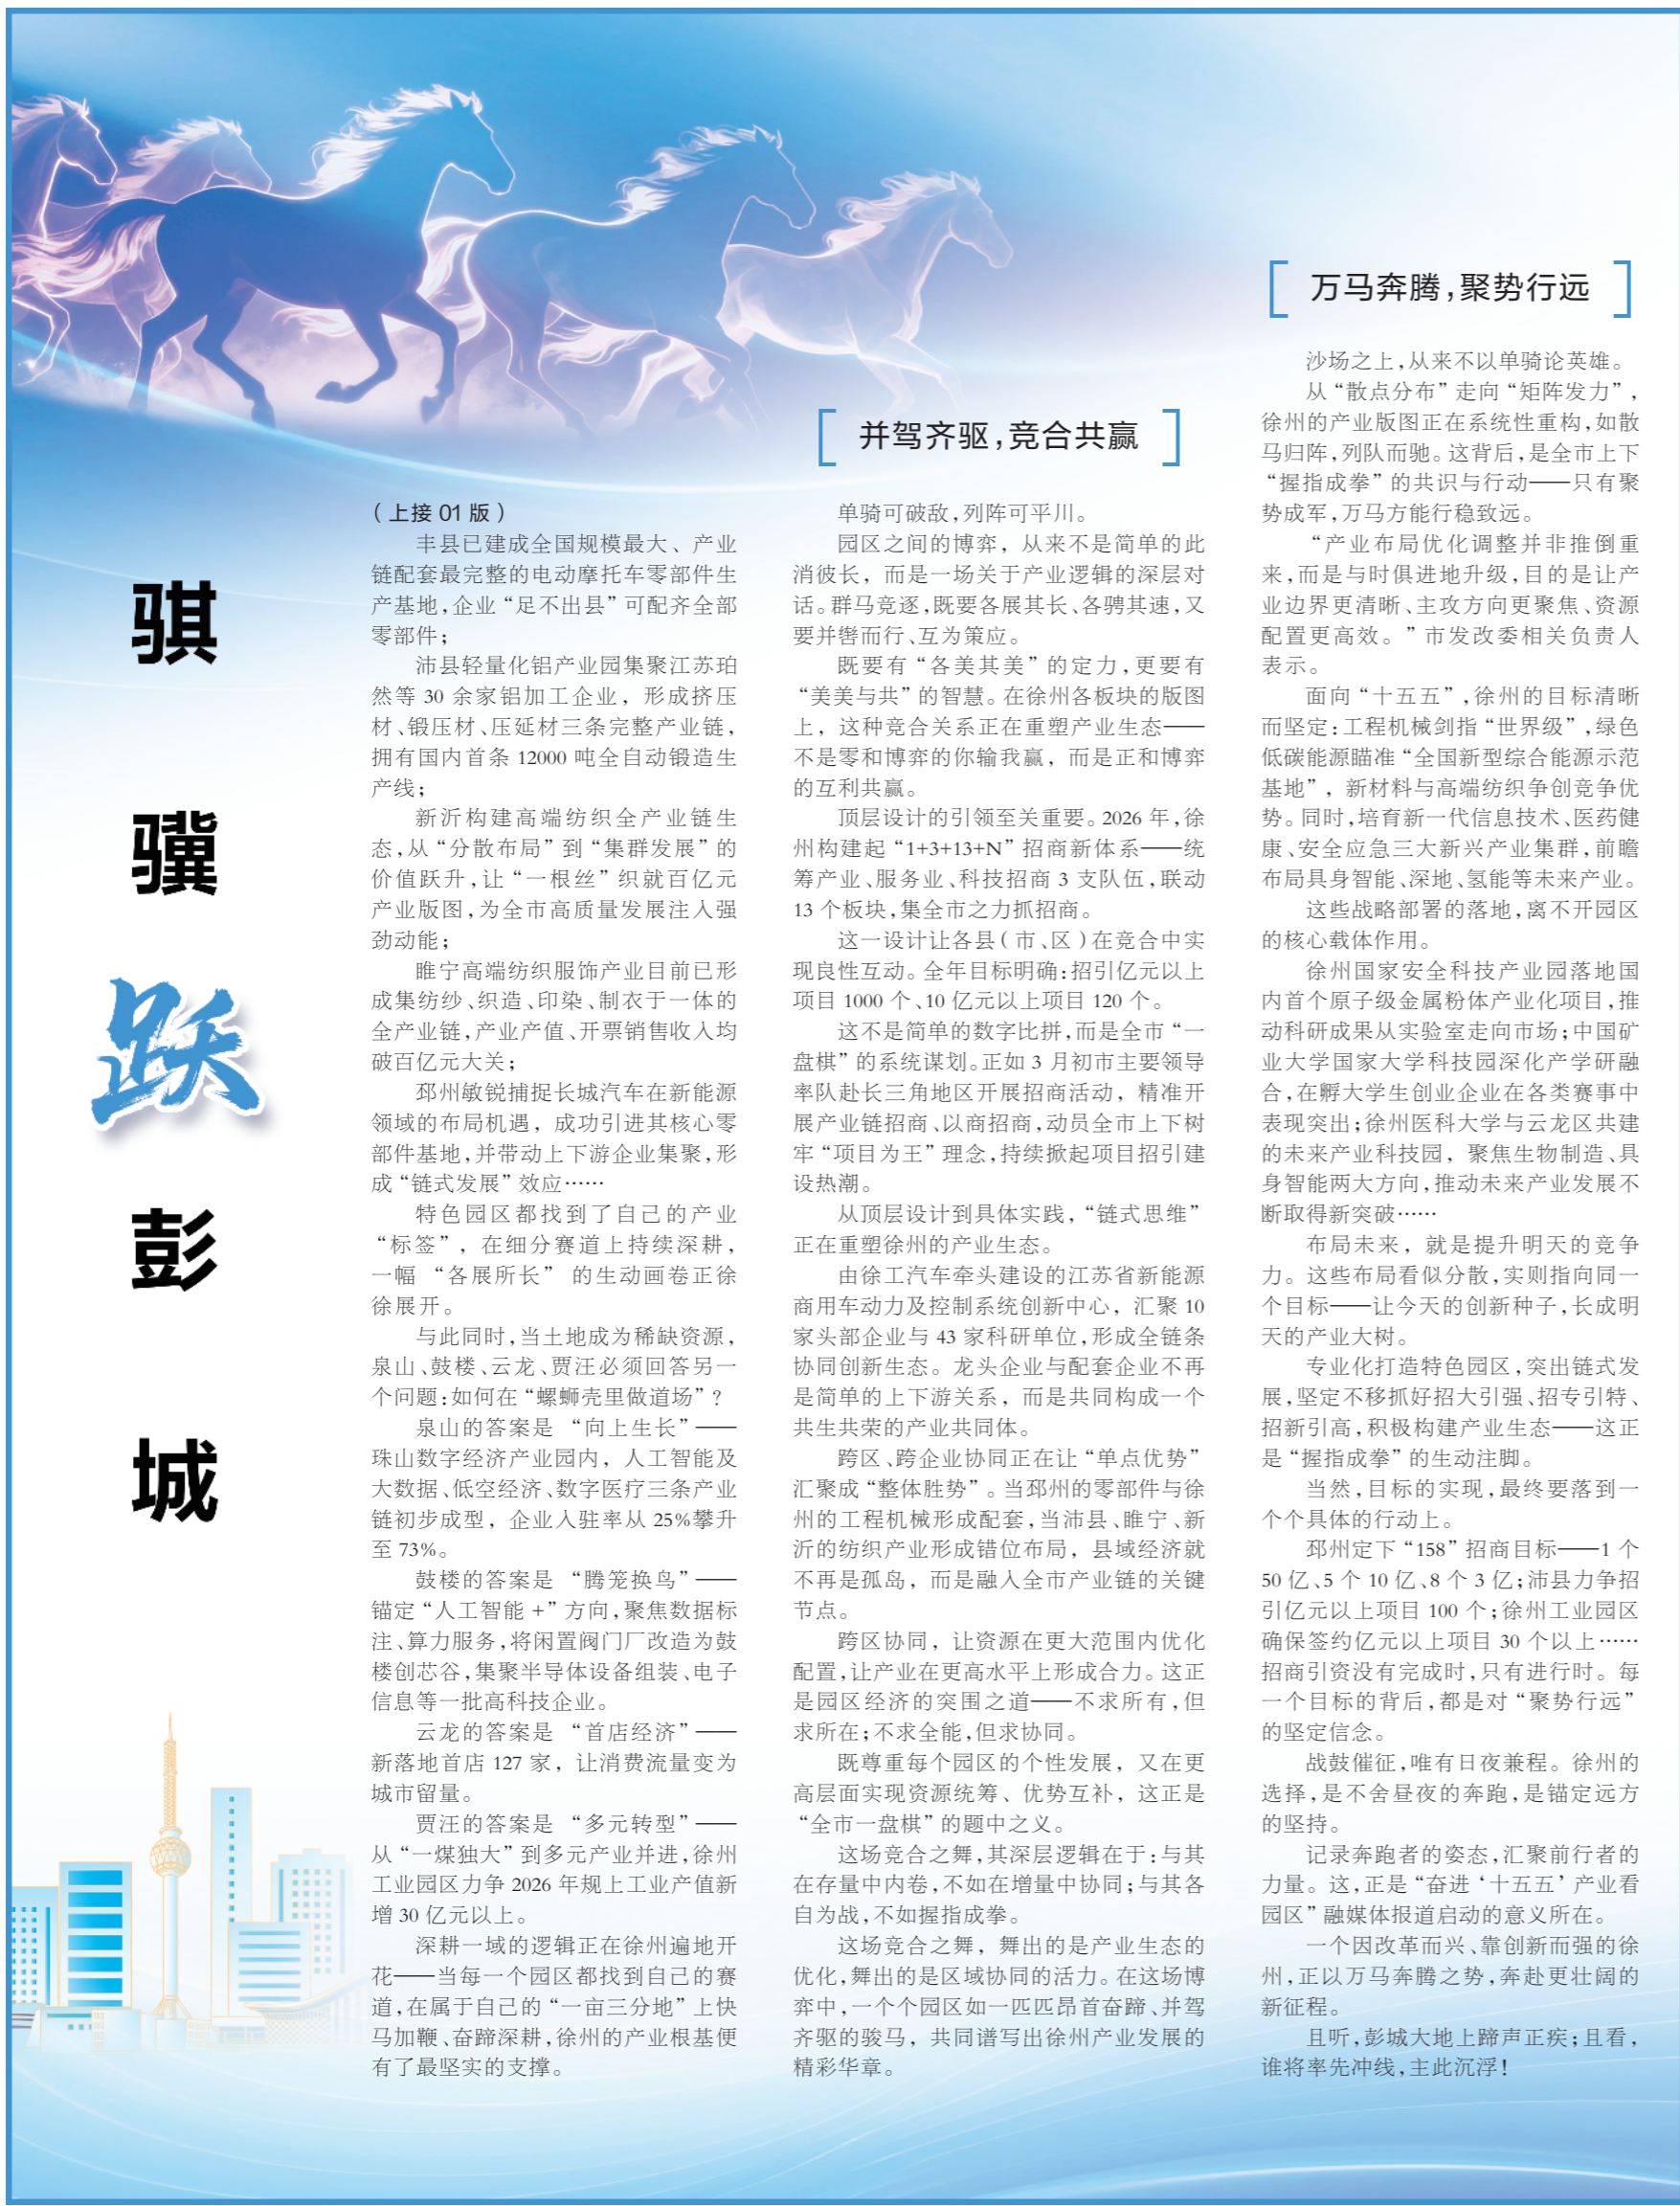 骐
骥
跃
彭
城
（上接 01 版）
丰县已建成全国规模最大、产业
链配套最完整的电动摩托车零部件生
产基地，企业“足不出县”可配齐全部
零部件；
沛县轻量化铝产业园集聚江苏珀
然等 30 余家铝加工企业，形成挤压
材、锻压材、压延材三条完整产业链，
拥有国内首条 12000 吨全自动锻造生
产线；
新沂构建高端纺织全产业链生
态，从“分散布局”到“集群发展”的
价值跃升，让“一根丝”织就百亿元
产业版图，为全市高质量发展注入强
劲动能；
睢宁高端纺织服饰产业目前已形
成集纺纱、织造、印染、制衣于一体的
全产业链，产业产值、开票销售收入均
破百亿元大关；
邳州敏锐捕捉长城汽车在新能源
领域的布局机遇，成功引进其核心零
部件基地，并带动上下游企业集聚，形
成“链式发展”效应……
特色园区都找到了自己的产业
“标签”，在细分赛道上持续深耕，
一幅“各展所长”的生动画卷正徐
徐展开。
与此同时，当土地成为稀缺资源，
泉山、鼓楼、云龙、贾汪必须回答另一
个问题：如何在“螺蛳壳里做道场”？
泉山的答案是“向上生长”——
珠山数字经济产业园内，人工智能及
大数据、低空经济、数字医疗三条产业
链初步成型，企业入驻率从 25%攀升
至 73%。
鼓楼的答案是“腾笼换鸟”——
锚定“人工智能 +”方向，聚焦数据标
注、算力服务，将闲置阀门厂改造为鼓
楼创芯谷，集聚半导体设备组装、电子
信息等一批高科技企业。
云龙的答案是“首店经济”——
新落地首店 127 家，让消费流量变为
城市留量。
贾汪的答案是“多元转型”——
从“一煤独大”到多元产业并进，徐州
工业园区力争 2026 年规上工业产值新
增 30 亿元以上。
深耕一域的逻辑正在徐州遍地开
花——当每一个园区都找到自己的赛
道，在属于自己的“一亩三分地”上快
马加鞭、奋蹄深耕，徐州的产业根基便
有了最坚实的支撑。
并驾齐驱，竞合共赢
单骑可破敌，列阵可平川。
园区之间的博弈，从来不是简单的此
消彼长，而是一场关于产业逻辑的深层对
话。群马竞逐，既要各展其长、各骋其速，又
要并辔而行、互为策应。
既要有“各美其美”的定力，更要有
“美美与共”的智慧。在徐州各板块的版图
上，这种竞合关系正在重塑产业生态——
不是零和博弈的你输我赢，而是正和博弈
的互利共赢。
顶层设计的引领至关重要。2026 年，徐
州构建起“1+3+13+N”招商新体系——统
筹产业、服务业、科技招商 3 支队伍，联动
13 个板块，集全市之力抓招商。
这一设计让各县（市、区）在竞合中实
现良性互动。全年目标明确：招引亿元以上
项目 1000 个、10 亿元以上项目 120 个。
这不是简单的数字比拼，而是全市“一
盘棋”的系统谋划。正如 3 月初市主要领导
率队赴长三角地区开展招商活动，精准开
展产业链招商、以商招商，动员全市上下树
牢“项目为王”理念，持续掀起项目招引建
设热潮。
从顶层设计到具体实践，“链式思维”
正在重塑徐州的产业生态。
由徐工汽车牵头建设的江苏省新能源
商用车动力及控制系统创新中心，汇聚 10
家头部企业与 43 家科研单位，形成全链条
协同创新生态。龙头企业与配套企业不再
是简单的上下游关系，而是共同构成一个
共生共荣的产业共同体。
跨区、跨企业协同正在让“单点优势”
汇聚成“整体胜势”。当邳州的零部件与徐
州的工程机械形成配套，当沛县、睢宁、新
沂的纺织产业形成错位布局，县域经济就
不再是孤岛，而是融入全市产业链的关键
节点。
跨区协同，让资源在更大范围内优化
配置，让产业在更高水平上形成合力。这正
是园区经济的突围之道——不求所有，但
求所在；不求全能，但求协同。
既尊重每个园区的个性发展，又在更
高层面实现资源统筹、优势互补，这正是
“全市一盘棋”的题中之义。
这场竞合之舞，其深层逻辑在于：与其
在存量中内卷，不如在增量中协同；与其各
自为战，不如握指成拳。
这场竞合之舞，舞出的是产业生态的
优化，舞出的是区域协同的活力。在这场博
弈中，一个个园区如一匹匹昂首奋蹄、并驾
齐驱的骏马，共同谱写出徐州产业发展的
精彩华章。
万马奔腾，聚势行远
沙场之上，从来不以单骑论英雄。
从“散点分布”走向“矩阵发力”，
徐州的产业版图正在系统性重构，如散
马归阵，列队而驰。这背后，是全市上下
“握指成拳”的共识与行动——只有聚
势成军，万马方能行稳致远。
“产业布局优化调整并非推倒重
来，而是与时俱进地升级，目的是让产
业边界更清晰、主攻方向更聚焦、资源
配置更高效。”市发改委相关负责人
表示。
面向“十五五”，徐州的目标清晰
而坚定：工程机械剑指“世界级”，绿色
低碳能源瞄准“全国新型综合能源示范
基地”，新材料与高端纺织争创竞争优
势。同时，培育新一代信息技术、医药健
康、安全应急三大新兴产业集群，前瞻
布局具身智能、深地、氢能等未来产业。
这些战略部署的落地，离不开园区
的核心载体作用。
徐州国家安全科技产业园落地国
内首个原子级金属粉体产业化项目，推
动科研成果从实验室走向市场；中国矿
业大学国家大学科技园深化产学研融
合，在孵大学生创业企业在各类赛事中
表现突出；徐州医科大学与云龙区共建
的未来产业科技园，聚焦生物制造、具
身智能两大方向，推动未来产业发展不
断取得新突破……
布局未来，就是提升明天的竞争
力。这些布局看似分散，实则指向同一
个目标——让今天的创新种子，长成明
天的产业大树。
专业化打造特色园区，突出链式发
展，坚定不移抓好招大引强、招专引特、
招新引高，积极构建产业生态——这正
是“握指成拳”的生动注脚。
当然，目标的实现，最终要落到一
个个具体的行动上。
邳州定下“158”招商目标——1 个
50 亿、5 个 10 亿、8 个 3 亿；沛县力争招
引亿元以上项目 100 个；徐州工业园区
确保签约亿元以上项目 30 个以上……
招商引资没有完成时，只有进行时。每
一个目标的背后，都是对“聚势行远”
的坚定信念。
战鼓催征，唯有日夜兼程。徐州的
选择，是不舍昼夜的奔跑，是锚定远方
的坚持。
记录奔跑者的姿态，汇聚前行者的
力量。这，正是“奋进‘十五五’产业看
园区”融媒体报道启动的意义所在。
一个因改革而兴、靠创新而强的徐
州，正以万马奔腾之势，奔赴更壮阔的
新征程。
且听，彭城大地上蹄声正疾；且看，
谁将率先冲线，主此沉浮！